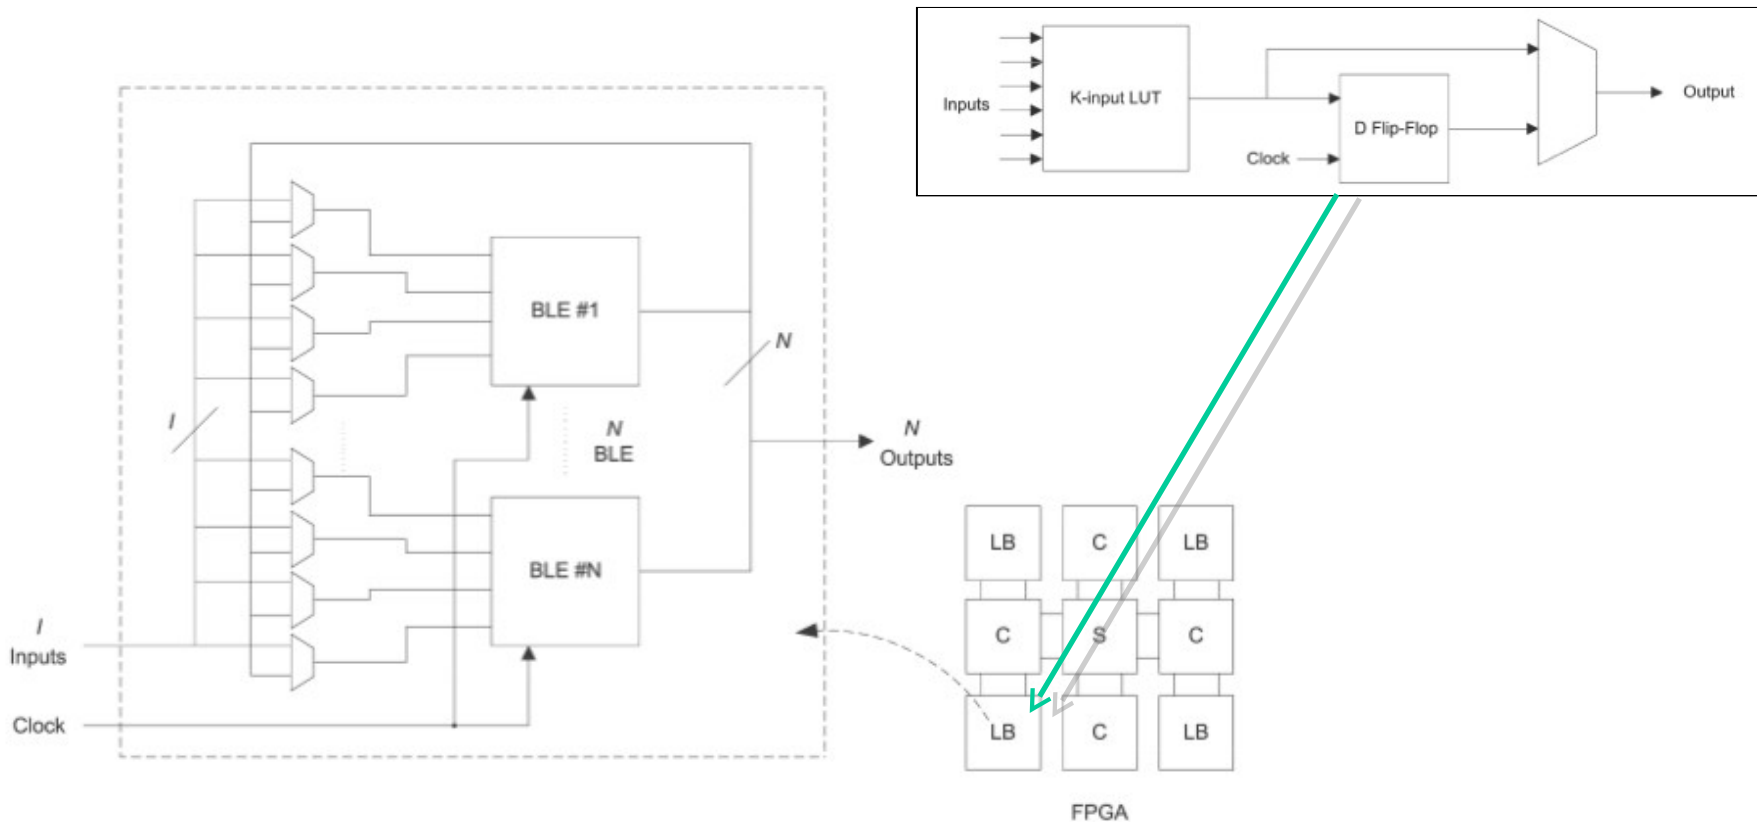 Inputs
K-input LUT
D Flip-Flop
Clock
Output
BLE #1
N
I
N
BLE
N
Outputs
BLE #N
I
Inputs
Clock
LB
C
LB
C
S
C
LB
C
LB
FPGA